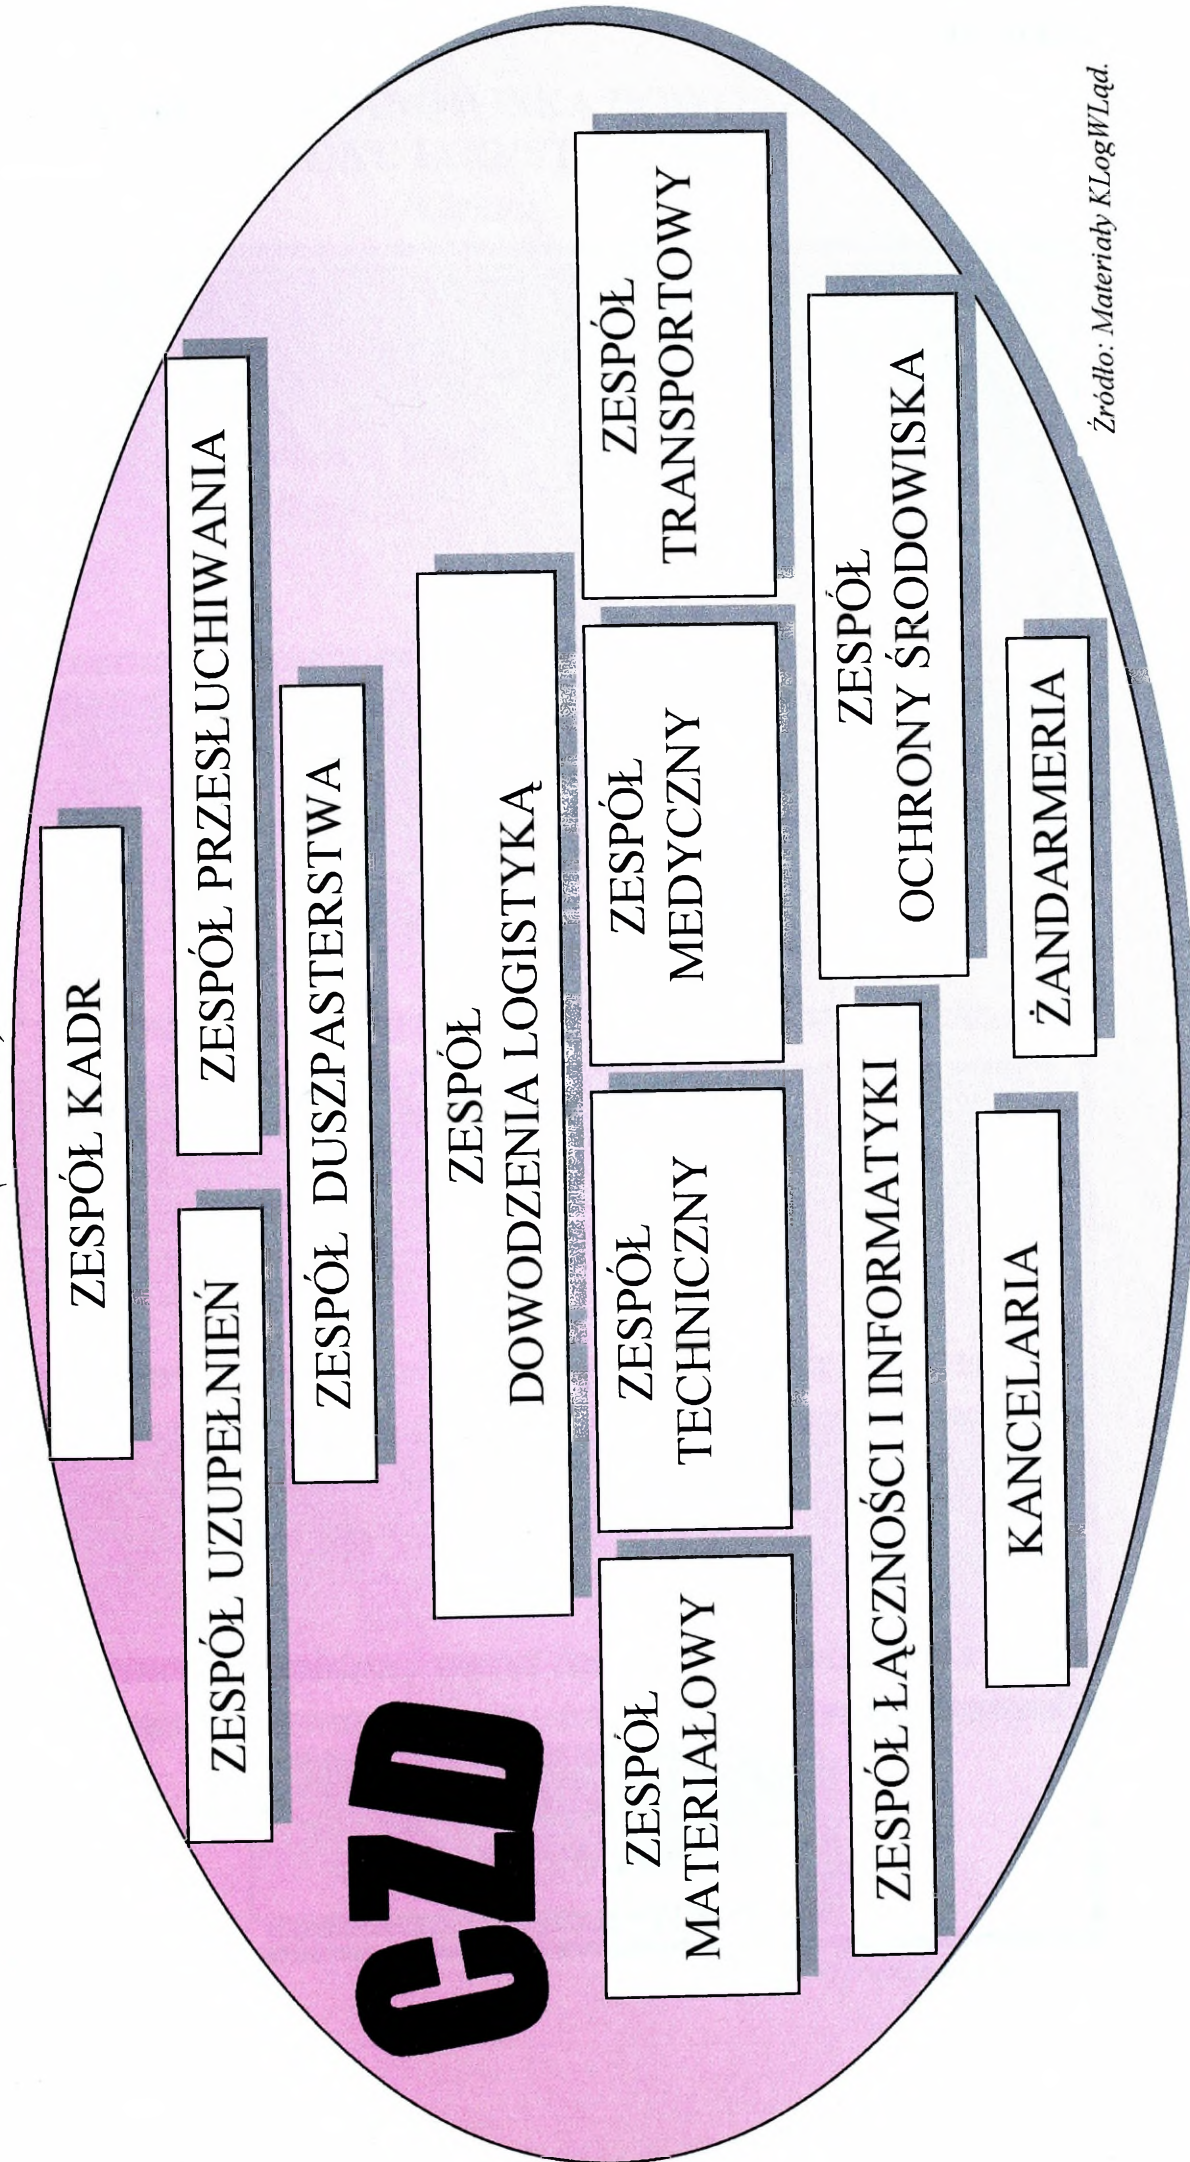 ZESPÓŁ KADR
ZESPÓŁ UZUPEŁNIEŃ
ZESPÓŁ PRZESŁUCHIWANIA
ZESPÓŁ DUSZPASTERSTWA
CZD
ZESPÓŁ
DOWODZENIA LOGISTYKĄ
ZESPÓŁ
MATERIAŁOWY
ZESPÓŁ
TECHNICZNY
ZESPÓŁ
MEDYCZNY
ZESPÓŁ
TRANSPORTOWY
ZESPÓŁ ŁĄCZNOŚCI I INFORMATYKI
ZESPÓŁ
OCHRONY ŚRODOWISKA
KANCELARIA
ŻANDARMERIA
Źródło: Materiały KLogWLąd.